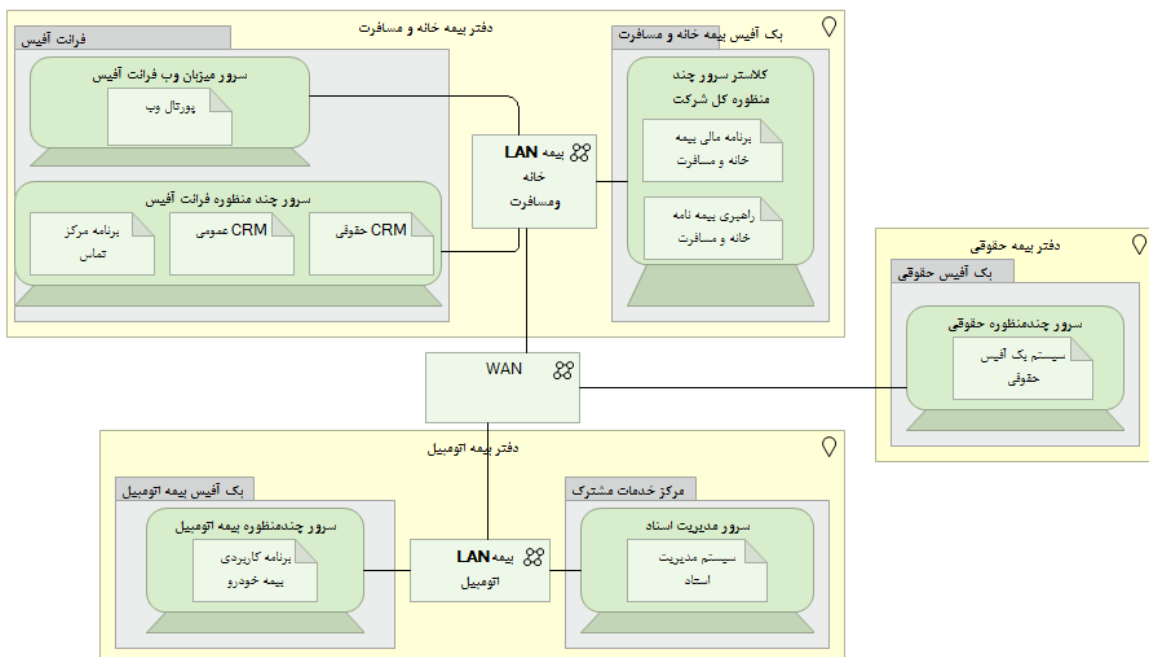 دفتر بیمه خانه و مسافرت
فرانت آفیس
سرور میزبان وب فرانت آفیس
پورتال وب
سرور چند منظوره فرانت آفیس
CRM حقوقی
CRM عمومی
برنامه مرکز
تماس
بیمه LAN
خانه
ومسافرت
بک آفیس بیمه خانه و مسافرت
کلاستر سرور چند
منظوره کل شرکت
برنامه مالی بیمه
خانه و مسافرت
راهبری بیمه نامه
خانه و مسافرت
دفتر بیمه حقوقی
بک آفیس حقوقی
سرور چندمنظوره حقوقی
سیستم بک آفیس
حقوقی
WAN
دفتر بیمه اتومبیل
بک آفیس بیمه اتومبیل
سرور چندمنظوره بیمه اتومبیل
برنامه کاربردی
بیمه خودرو
بیمه LAN
اتومبیل
مرکز خدمات مشترک
سرور مدیریت اسناد
سیستم مدیریت
اسناد